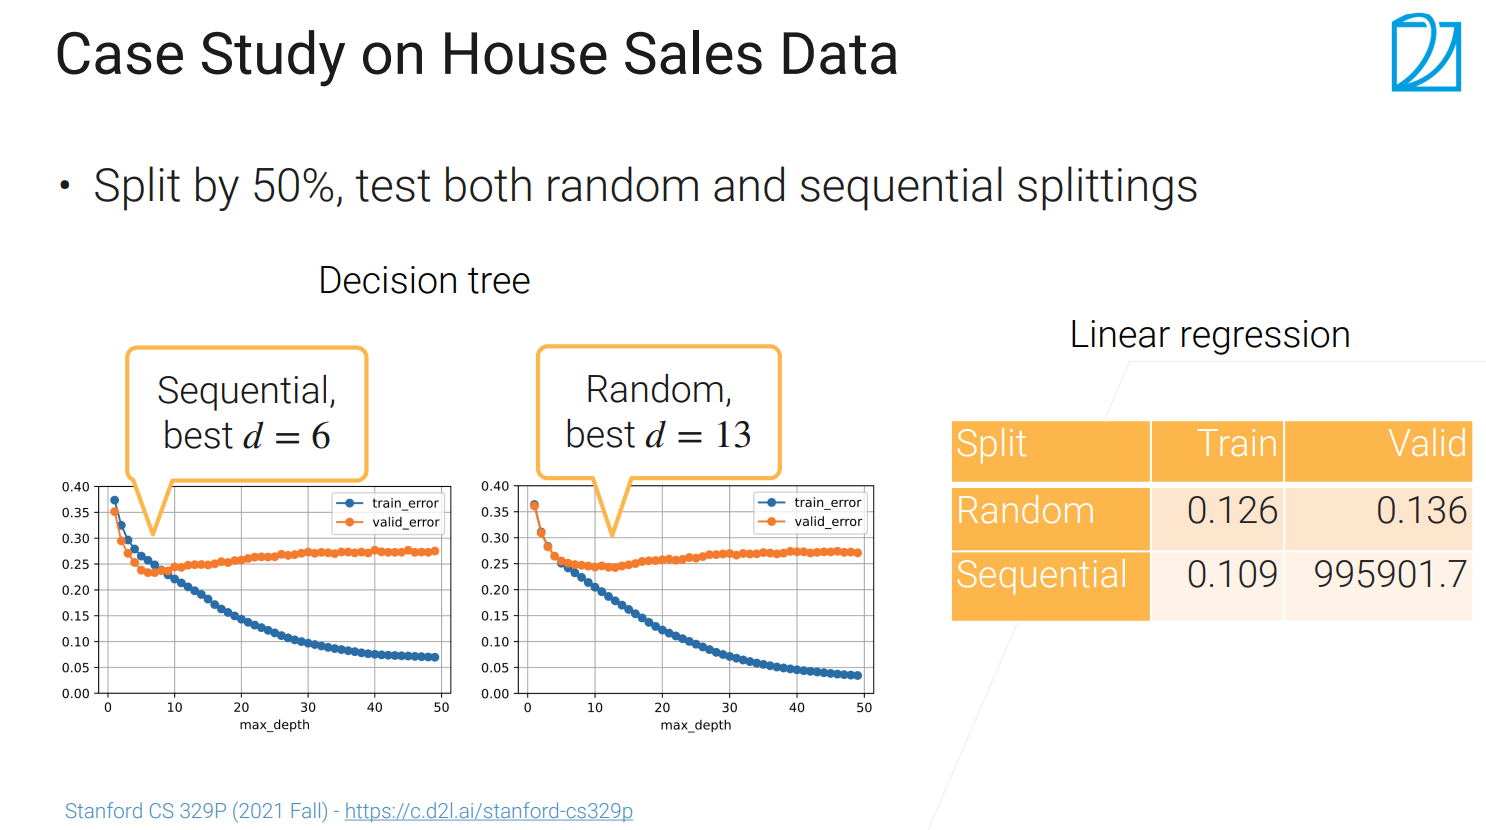 Case Study on House Sales Data
• Split by 50%, test both random and sequential splittings
Decision tree
Sequential,
best d = 6
0.40
0.35
0.30
0.25
0.20
0.15
0.10
0.05
0.00
train_error
valid_error
0 10 20 30 40 50
max_depth
Random,
best d = 13
0.40
0.35
0.30
0.25
0.20
0.15
0.10
0.05
0.00
train_error
valid_error
0 10 20 30 40 50
max_depth
Linear regression
Split Train Valid
Random 0.126 0.136
Sequential 0.109 995901.7
Stanford CS 329P (2021 Fall) - https://c.d2l.ai/stanford-cs329p